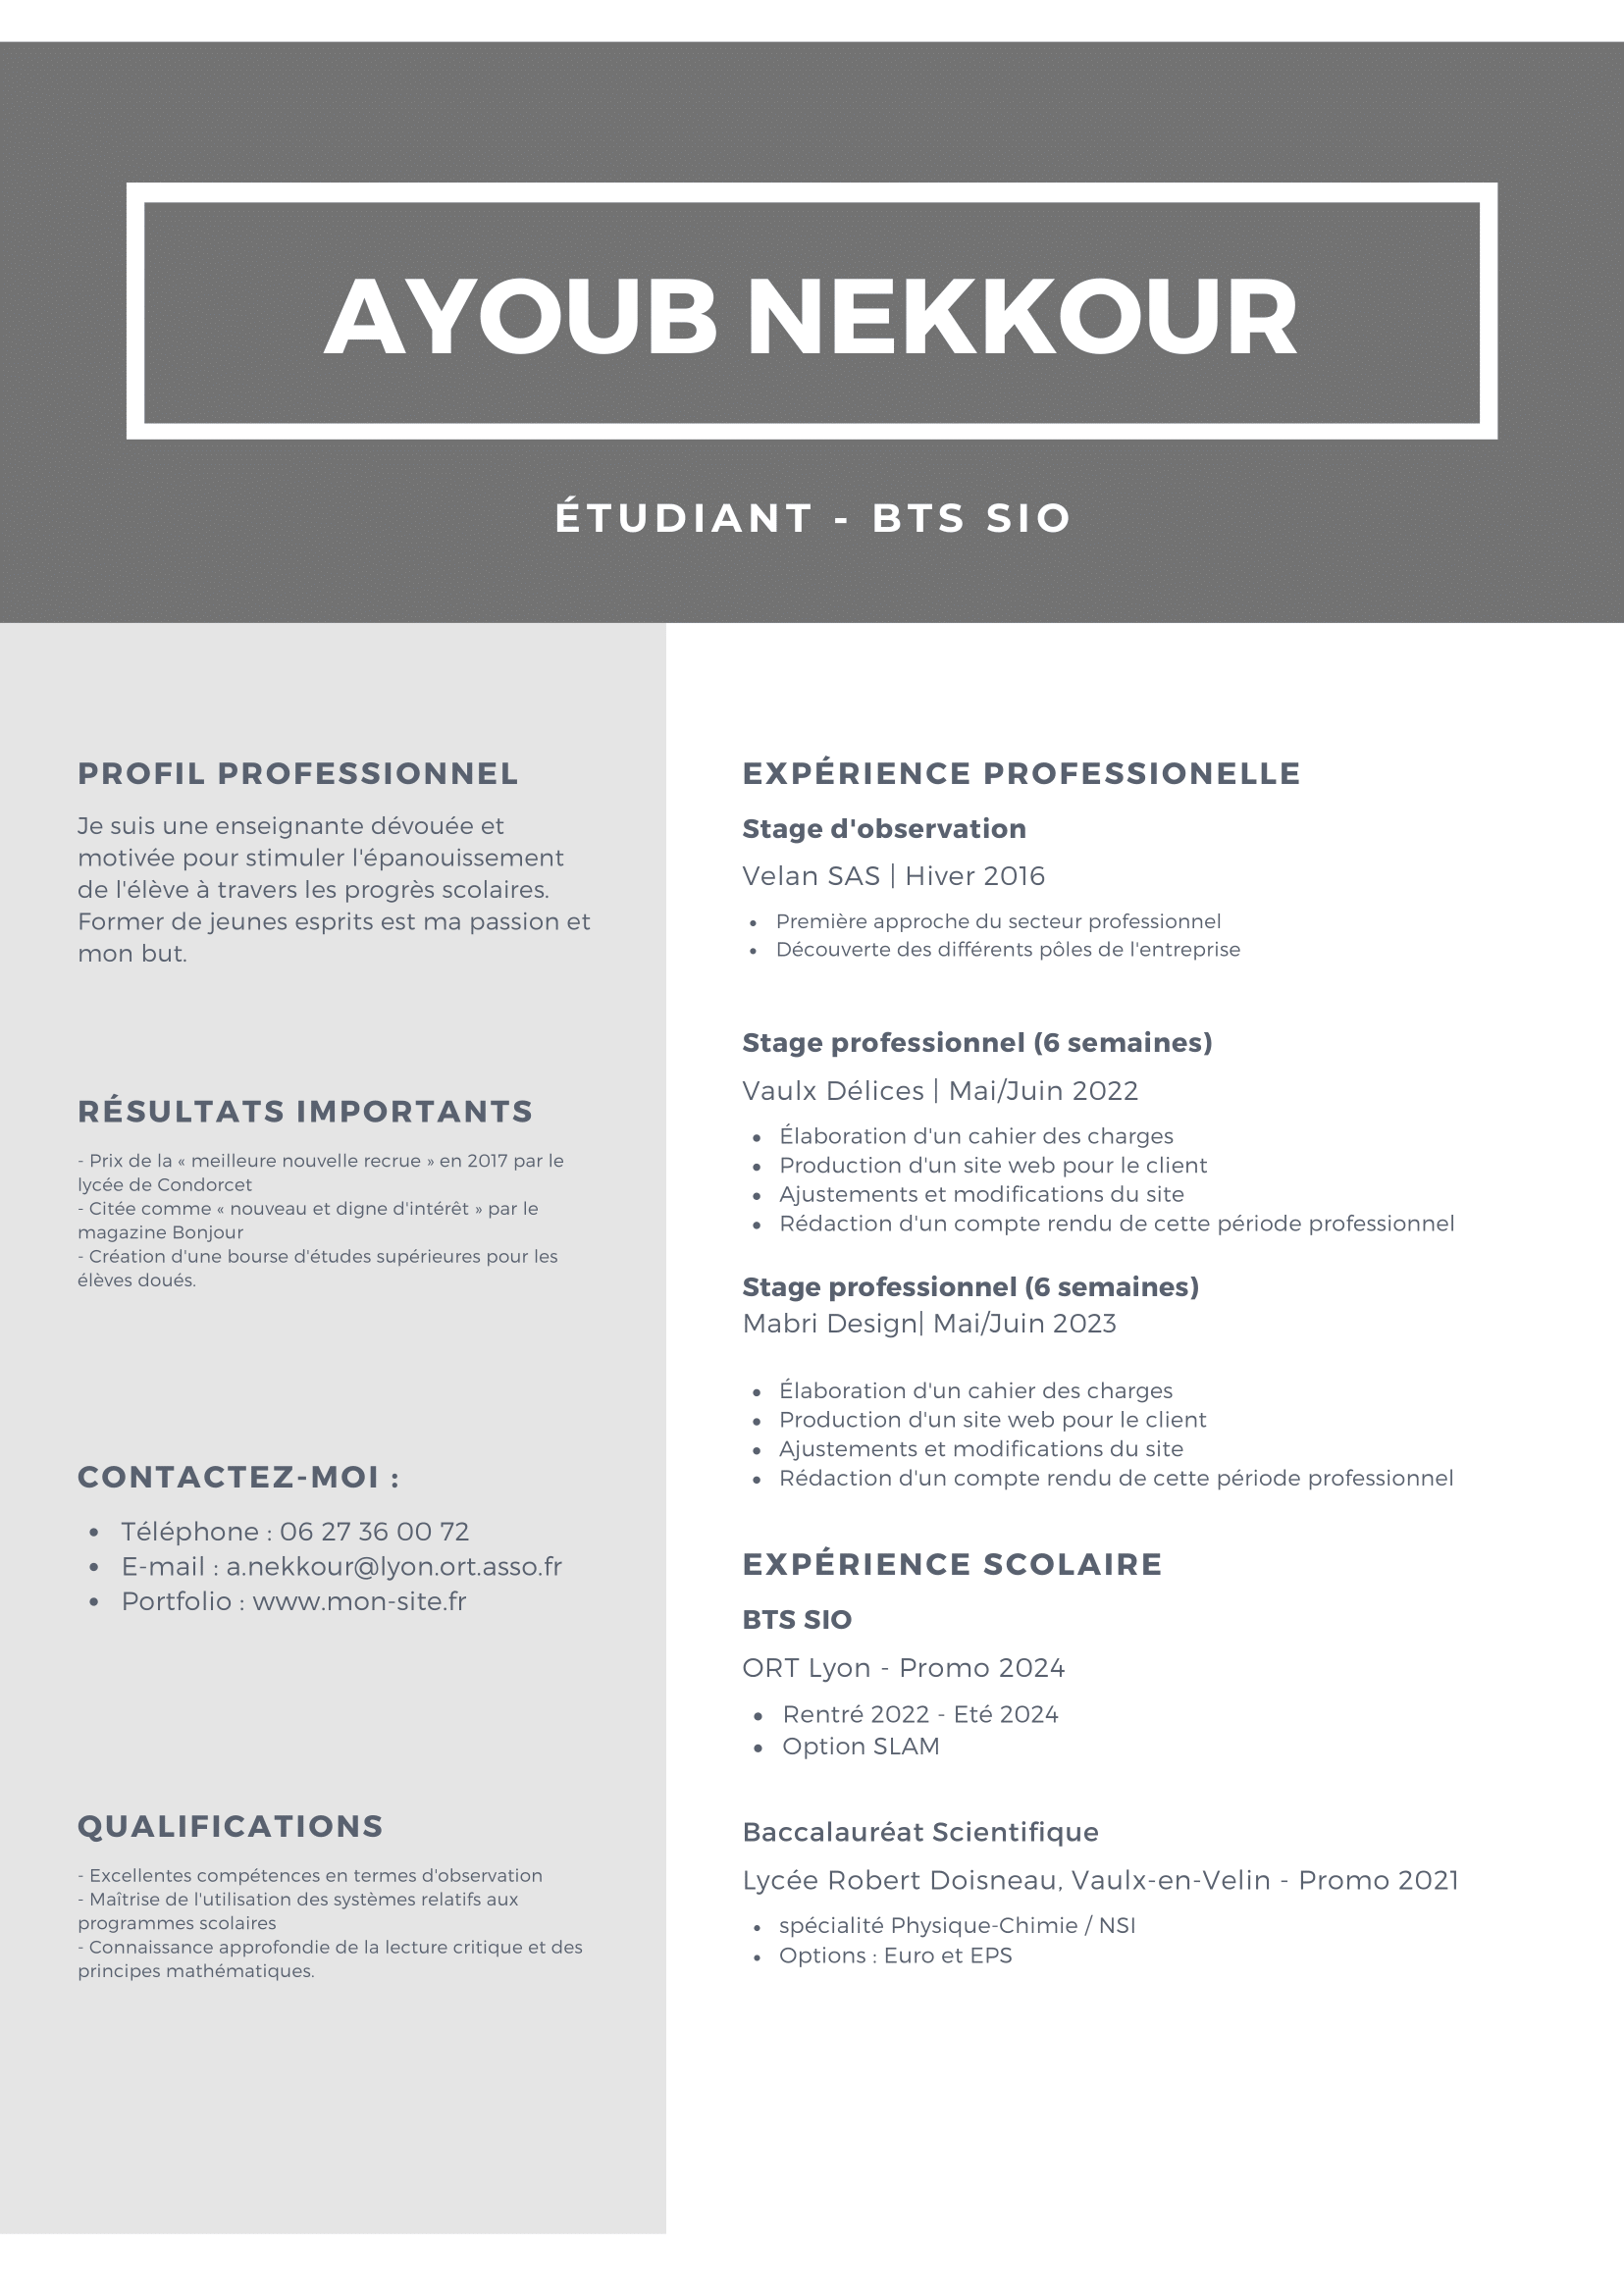 AYOUB NEKKOUR
ÉTUDIANT - BTS SIO
PROFIL PROFESSIONNEL
Je suis une enseignante dévouée et
motivée pour stimuler l'épanouissement
de l'élève à travers les progrès scolaires.
Former de jeunes esprits est ma passion et
mon but.
RÉSULTATS IMPORTANTS
- Prix de la « meilleure nouvelle recrue » en 2017 par le
lycée de Condorcet
- Citée comme « nouveau et digne d'intérêt » par le
magazine Bonjour
- Création d'une bourse d'études supérieures pour les
élèves doués.
CONTACTEZ-MOI :
• Téléphone : 06 27 36 00 72
• E-mail : a.nekkour@lyon.ort.asso.fr
• Portfolio : www.mon-site.fr
QUALIFICATIONS
- Excellentes compétences en termes d'observation
- Maîtrise de l'utilisation des systèmes relatifs aux
programmes scolaires
- Connaissance approfondie de la lecture critique et des
principes mathématiques.
EXPÉRIENCE PROFESSIONELLE
Stage d'observation
Velan SAS | Hiver 2016
• Première approche du secteur professionnel
• Découverte des différents pôles de l'entreprise
Stage professionnel (6 semaines)
Vaulx Délices | Mai/Juin 2022
• Élaboration d'un cahier des charges
• Production d'un site web pour le client
• Ajustements et modifications du site
• Rédaction d'un compte rendu de cette période professionnel
Stage professionnel (6 semaines)
Mabri Design| Mai/Juin 2023
• Élaboration d'un cahier des charges
• Production d'un site web pour le client
• Ajustements et modifications du site
• Rédaction d'un compte rendu de cette période professionnel
EXPÉRIENCE SCOLAIRE
BTS SIO
ORT Lyon - Promo 2024
• Rentré 2022 - Eté 2024
• Option SLAM
Baccalauréat Scientifique
Lycée Robert Doisneau, Vaulx-en-Velin - Promo 2021
• spécialité Physique-Chimie / NSI
• Options : Euro et EPS